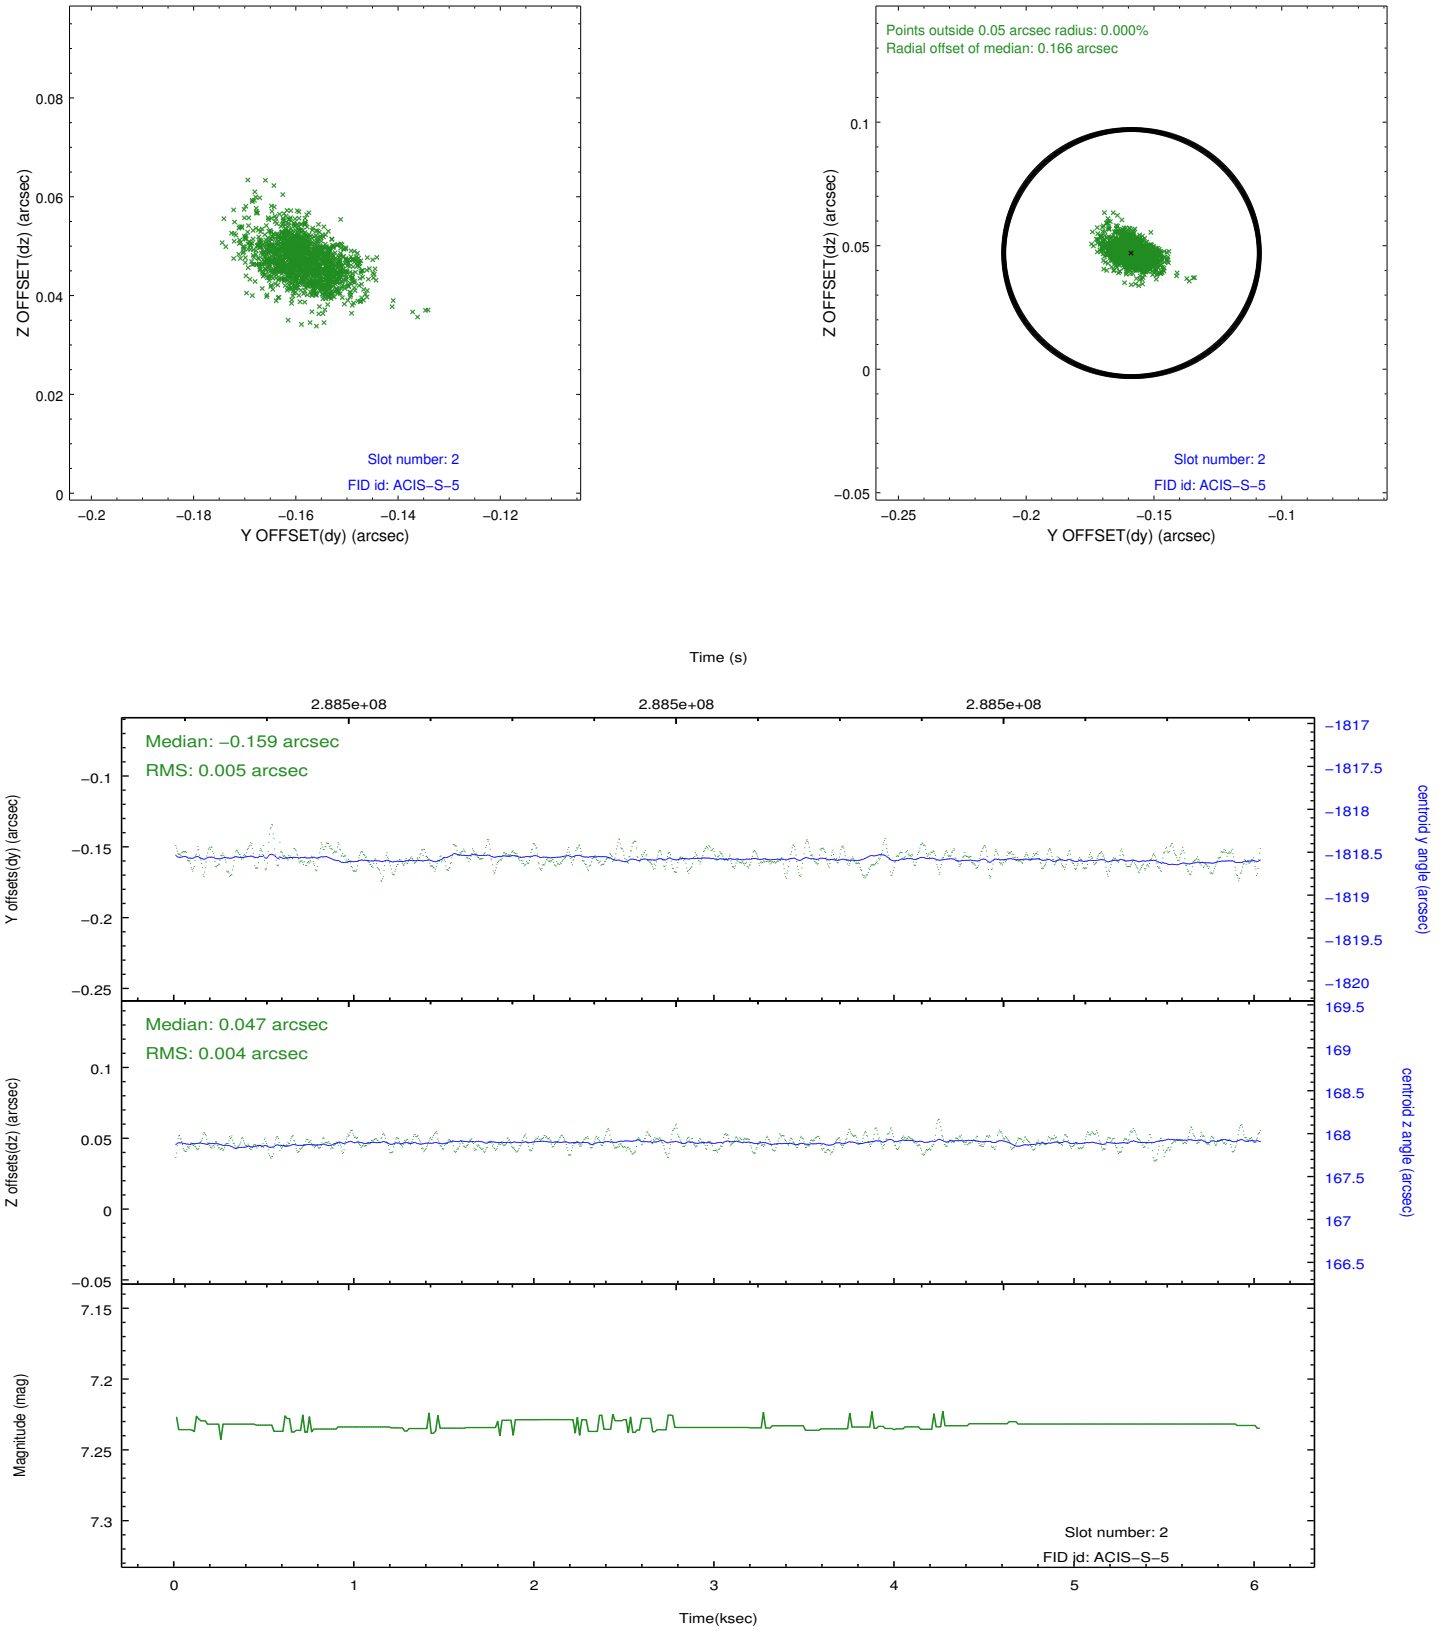 0.08
0.06
0.04
0.02
0
Z OFFSET(dz) (arcsec)
Slot number: 2
FID id: ACIS−S−5
−0.2
−0.18
−0.16
−0.14
−0.12
Y OFFSET(dy) (arcsec)
Points outside 0.05 arcsec radius: 0.000%
Radial offset of median: 0.166 arcsec
0.1
0.05
0
−0.05
Z OFFSET(dz) (arcsec)
Slot number: 2
FID id: ACIS−S−5
−0.25
−0.2
−0.15
−0.1
Y OFFSET(dy) (arcsec)
Time (s)
2.885e+08
2.885e+08
2.885e+08
Median: −0.159 arcsec
RMS: 0.005 arcsec
−0.1
−0.15
−0.2
−0.25
Y offsets(dy) (arcsec)
−1817
−1817.5
−1818
−1818.5
−1819
−1819.5
−1820
centroid y angle (arcsec)
Median: 0.047 arcsec
RMS: 0.004 arcsec
0.1
0.05
0
−0.05
Z offsets(dz) (arcsec)
169.5
169
168.5
168
167.5
167
166.5
centroid z angle (arcsec)
7.15
7.2
7.25
7.3
Magnitude (mag)
Slot number: 2
FID id: ACIS−S−5
0
1
2
3
4
5
6
Time(ksec)